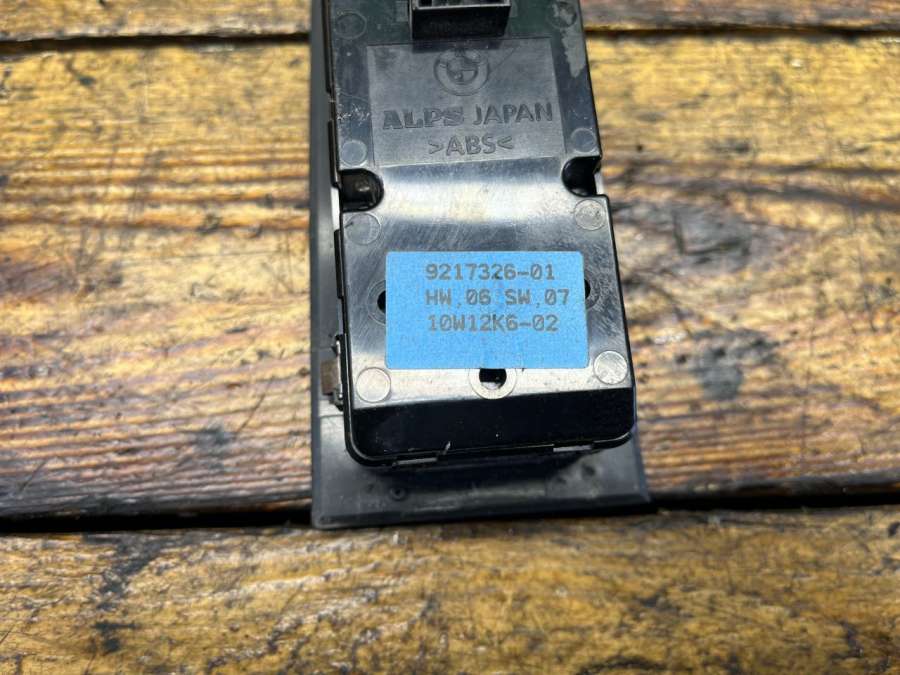 ALPS JAPAN
>ABS<
9217326-01
HW.06 SW.07
10W12K6-02